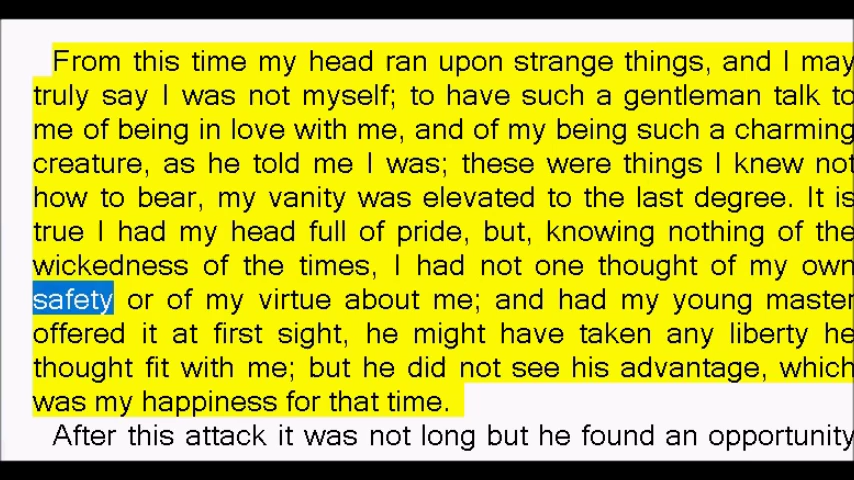 From this time my head ran upon strange things, and I may
truly say I was not myself; to have such a gentleman talk to
me of being in love with me, and of my being such a charming
creature, as he told me I was; these were things I knew not
how to bear, my vanity was elevated to the last degree. It is
true I had my head full of pride, but, knowing nothing of the
wickedness of the times, I had not one thought of my own
safety or of my virtue about me; and had my young master
offered it at first sight, he might have taken any liberty he
thought fit with me; but he did not see his advantage, which
was my happiness for that time.
After this attack it was not long but he found an opportunity